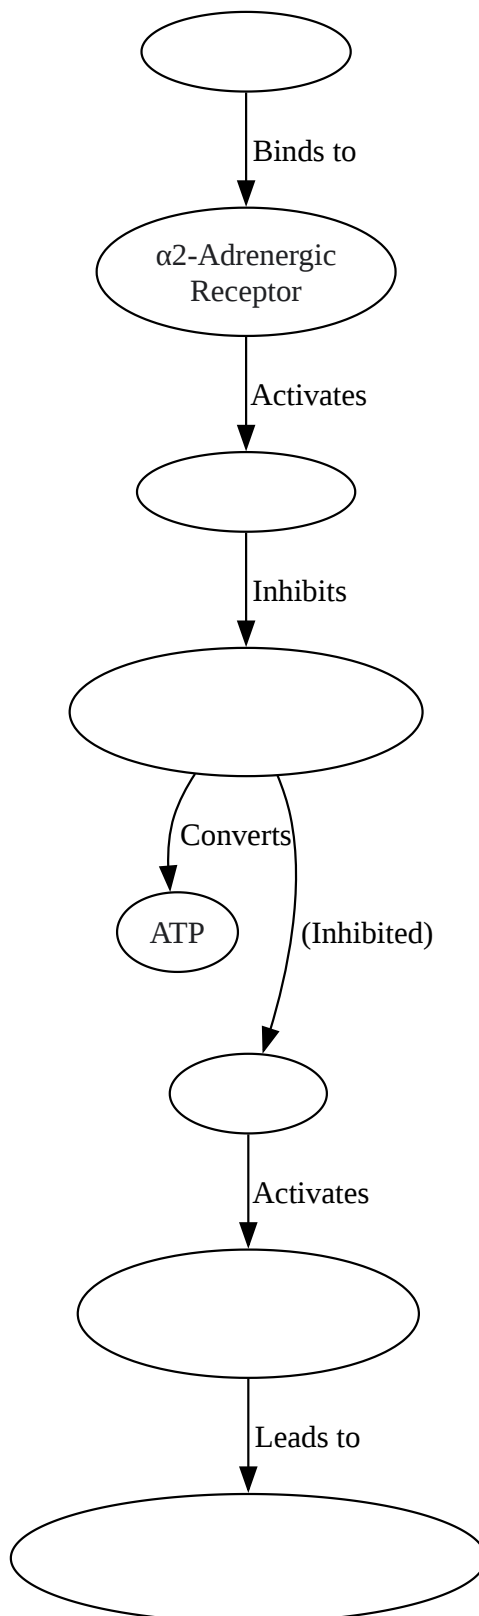 Binds to
α2-Adrenergic
Receptor
Activates
Inhibits
Converts
ATP
(Inhibited)
Activates
Leads to